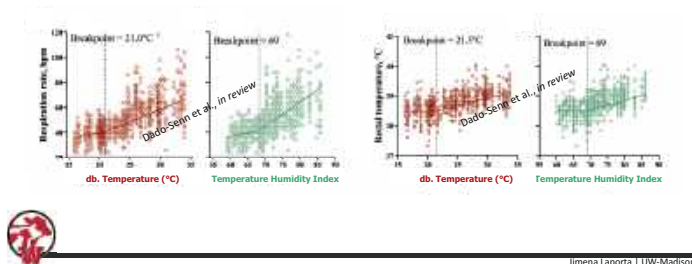 Breakpoint = 21.0°C
Breakpoint = 69
Respiration rate, bpm
Dado-Senn et al., in review
db. Temperature (°C)
Temperature Humidity Index
Breakpoint = 21.5°C
Breakpoint = 69
Rectal temperature, °C
Dado-Senn et al., in review
db. Temperature (°C)
Temperature Humidity Index
W
Jimena Laporta | UW-Madison